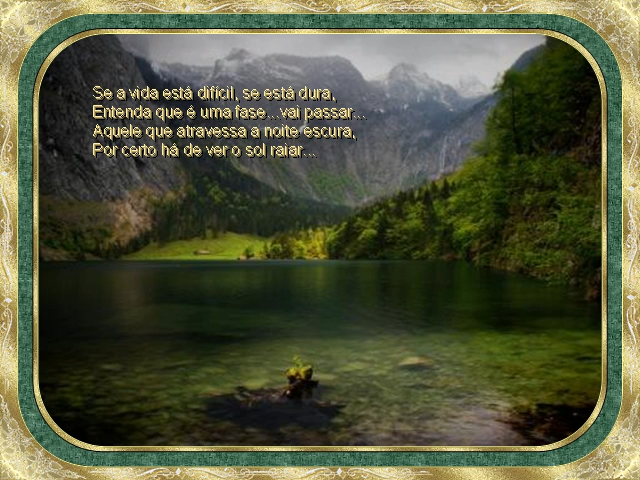 Se a vida está difícil, se está dura,
Entenda que é uma fase...vai passar...
Aquele que atravessa a noite escura,
Por certo há de ver o sol raiar...